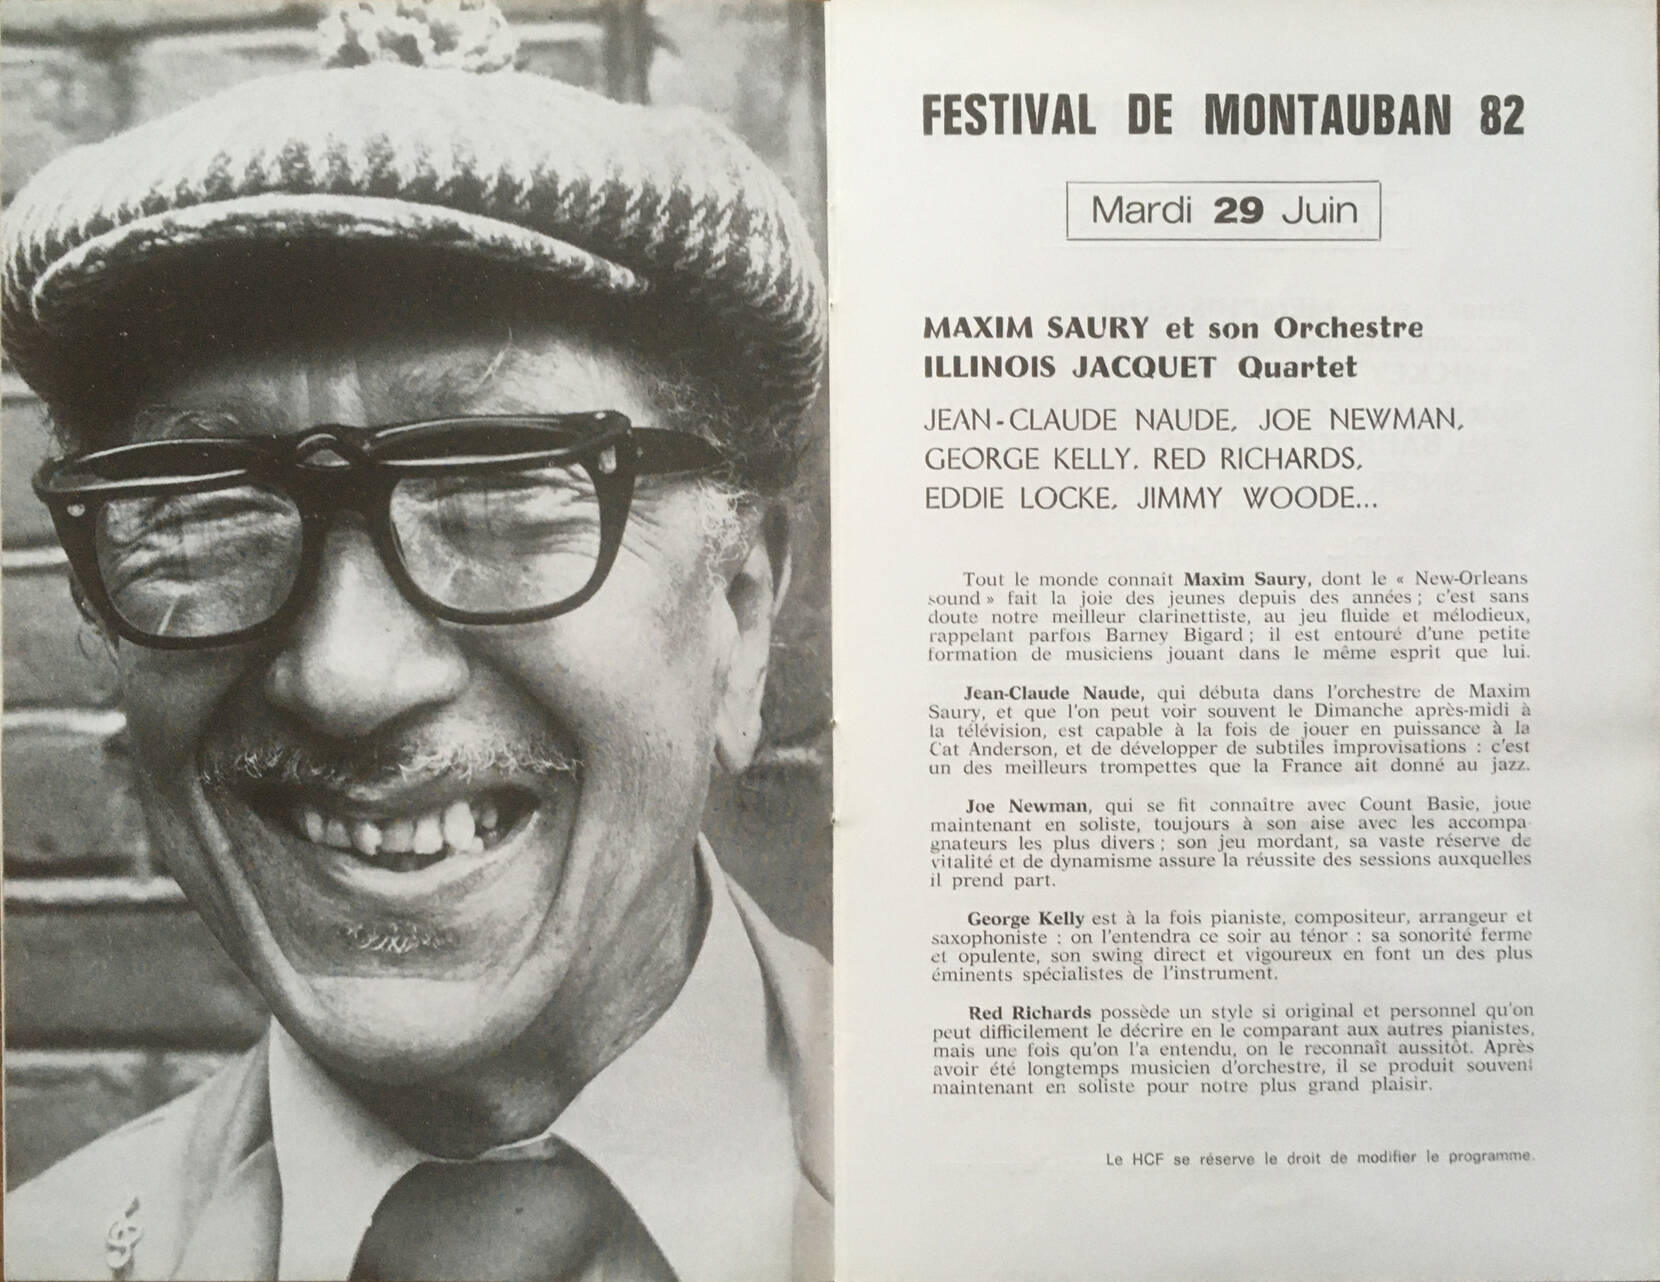 FESTIVAL DE MONTAUBAN 82
Mardi 29 Juin
MAXIM SAURY et son Orchestre
ILLINOIS JACQUET Quartet
JEAN-CLAUDE NAUDE, JOE NEWMAN,
GEORGE KELLY, RED RICHARDS,
EDDIE LOCKE, JIMMY WOODE...
Tout le monde connait Maxim Saury, dont le « New-Orleans
sound » fait la joie des jeunes depuis des années ; c'est sans
doute notre meilleur clarinettiste, au jeu fluide et mélodieux,
rappelant parfois Barney Bigard ; il est entouré d'une petite
formation de musiciens jouant dans le même esprit que lui.
Jean-Claude Naude, qui débuta dans l'orchestre de Maxim
Saury, et que l'on peut voir souvent le Dimanche après-midi à
la télévision, est capable à la fois de jouer en puissance à la
Cat Anderson, et de développer de subtiles improvisations : c'est
un des meilleurs trompettes que la France ait donné au jazz.
Joe Newman, qui se fit connaître avec Count Basie, joue
maintenant en soliste, toujours à son aise avec les accompa-
gnateurs les plus divers ; son jeu mordant, sa vaste réserve de
vitalité et de dynamisme assure la réussite des sessions auxquelles
il prend part.
George Kelly est à la fois pianiste, compositeur, arrangeur et
saxophoniste : on l'entendra ce soir au ténor : sa sonorité ferme
et opulente, son swing direct et vigoureux en font un des plus
éminents spécialistes de l'instrument.
Red Richards possède un style si original et personnel qu'on
peut difficilement le décrire en le comparant aux autres pianistes,
mais une fois qu'on l'a entendu, on le reconnaît aussitôt. Après
avoir été longtemps musicien d'orchestre, il se produit souvent
maintenant en soliste pour notre plus grand plaisir.
Le HCF se réserve le droit de modifier le programme.